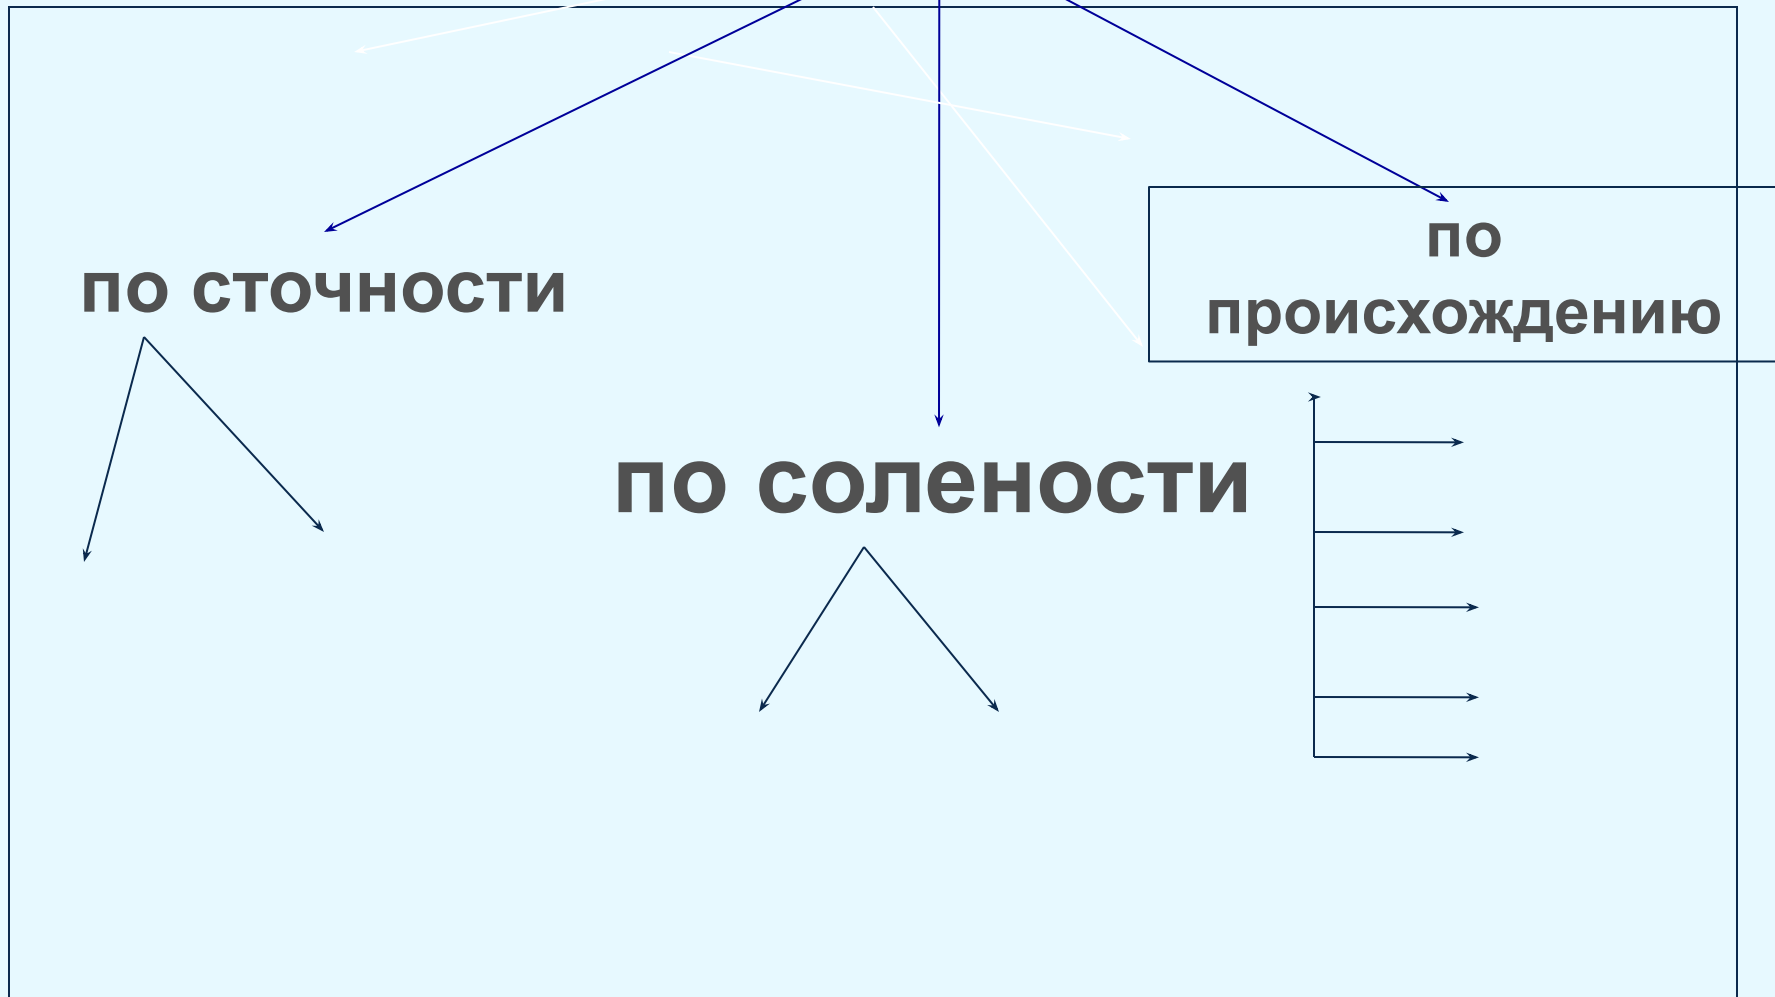 по сточности
по солености
по
происхождению